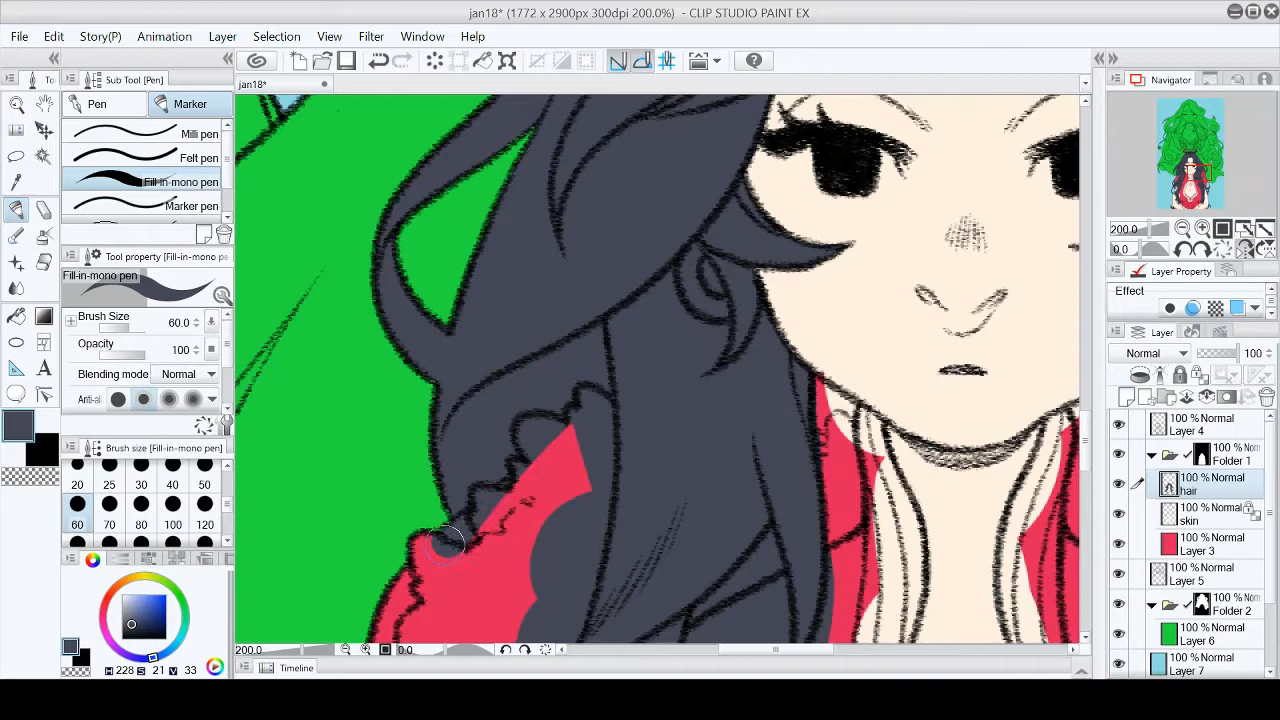 jan18* (1772 x 2900px 300dpi 200.0%) - CLIP STUDIO PAINT EX
File Edit Story(P) Animation Layer Selection View Filter Window Help
To Sub Tool [Pen]
jan18*
Navigator
Pen Marker
Milli pen
Felt pen
Fill-in-mono pen
Marker pen
Tool property [Fill-in-mono pe
Fill-in-mono pen
Brush Size 60.0
Opacity 100
Blending mode Normal
Anti-al
Brush size [Fill-in-mono pen]
20 25 30 40 50
60 70 80 100 120
H 228 S 21 V 33
200.0 0.0
Timeline
200.0
0.0
Layer Property
Effect
Layer
Normal 100
100 % Normal
Layer 4
100 % Norm
Folder 1
100 % Normal
hair
100 % Normal
skin
100 % Normal
Layer 3
100 % Normal
Layer 5
100 % Norm
Folder 2
100 % Normal
Layer 6
100 % Normal
Layer 7